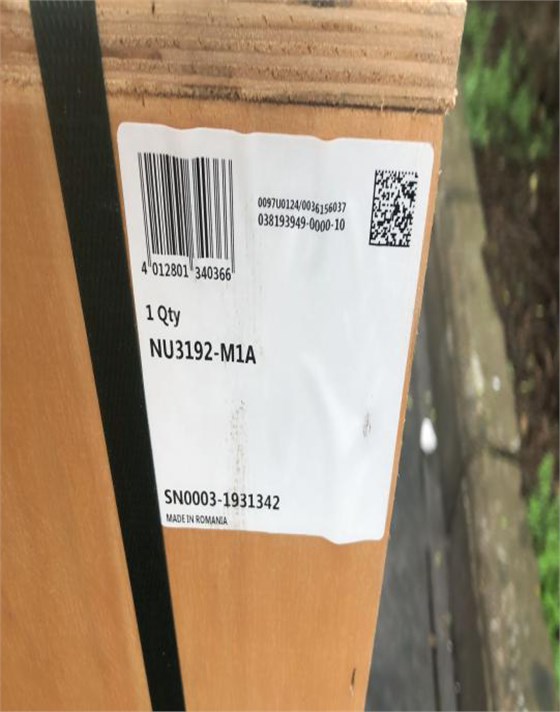 0097U0124/0036156037
038193949-0000-10
4 012801 340366
1 Qty
NU3192-M1A
SN0003-1931342
MADE IN ROMANIA